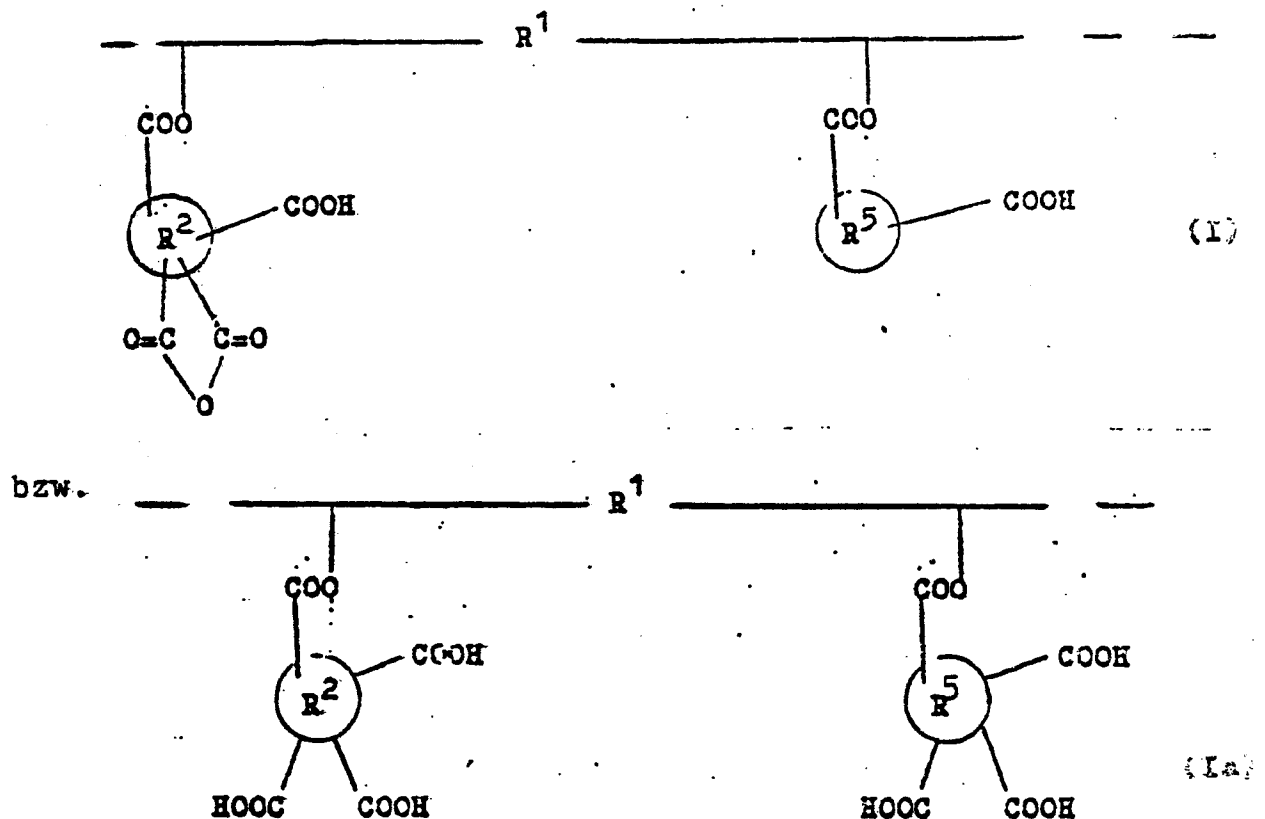 R¹
COO COO
COOH COOH
R² R⁵ (I)
O=C C=O
O
bzw. R¹
COO COO
COOH COOH
R² R⁵
(Ia)
HOOC COOH HOOC COOH